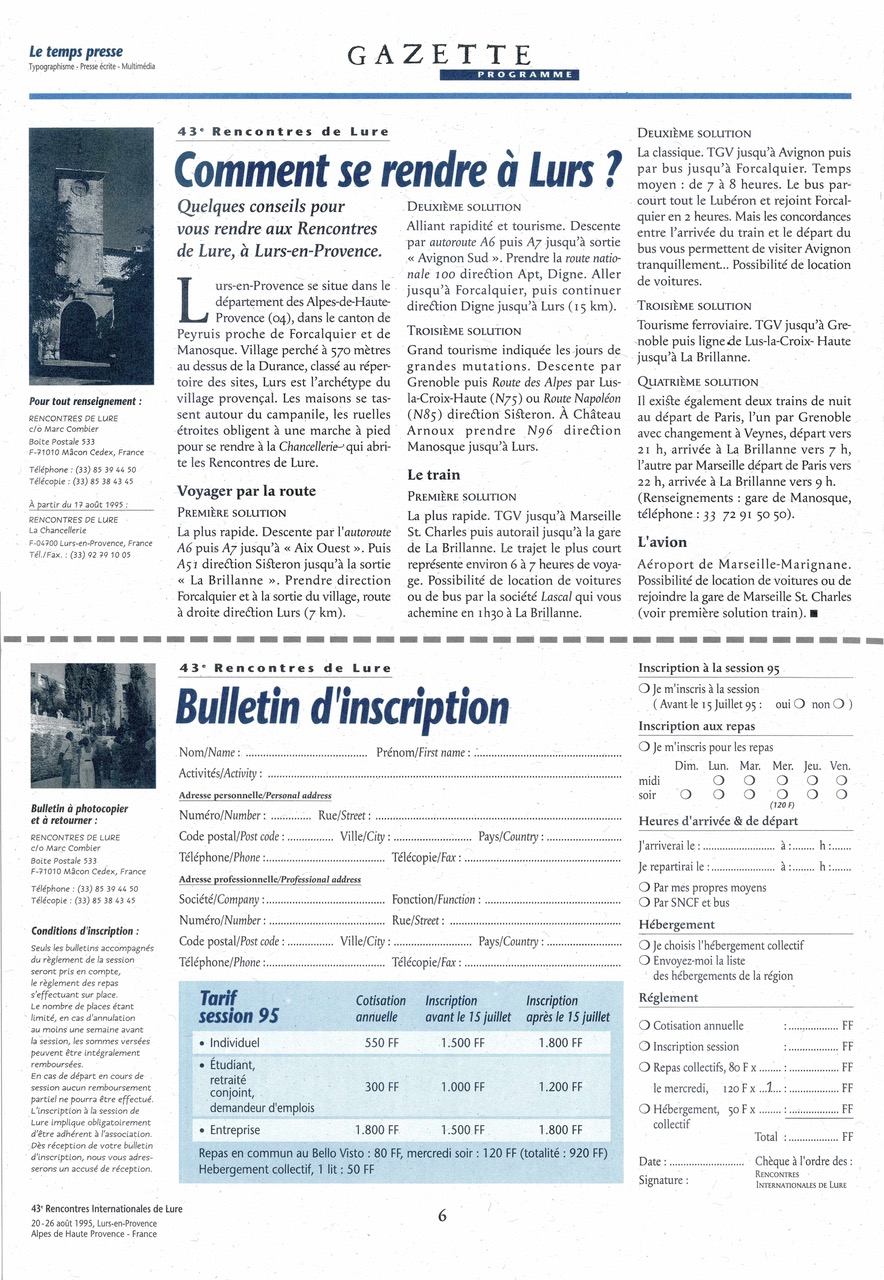 Le temps presse
Typographisme - Presse écrite - Multimédia
GAZETTE
PROGRAMME
Pour tout renseignement :
RENCONTRES DE LURE
c/o Marc Combier
Boîte Postale 533
F-71010 Mâcon Cedex, France
Téléphone : (33) 85 39 44 50
Télécopie : (33) 85 38 43 45
À partir du 17 août 1995 :
RENCONTRES DE LURE
La Chancellerie
F-04700 Lurs-en-Provence, France
Tél./Fax. : (33) 92 79 10 05
43e Rencontres de Lure
Comment se rendre à Lurs ?
Quelques conseils pour
vous rendre aux Rencontres
de Lure, à Lurs-en-Provence.
Lurs-en-Provence se situe dans le
département des Alpes-de-Haute-
Provence (04), dans le canton de
Peyruis proche de Forcalquier et de
Manosque. Village perché à 570 mètres
au dessus de la Durance, classé au réper-
toire des sites, Lurs est l'archétype du
village provençal. Les maisons se tas-
sent autour du campanile, les ruelles
étroites obligent à une marche à pied
pour se rendre à la Chancellerie qui abri-
te les Rencontres de Lure.
Voyager par la route
Première solution
La plus rapide. Descente par l'autoroute
A6 puis A7 jusqu'à « Aix Ouest ». Puis
A51 direction Sisteron jusqu'à la sortie
« La Brillanne ». Prendre direction
Forcalquier et à la sortie du village, route
à droite direction Lurs (7 km).
Deuxième solution
Alliant rapidité et tourisme. Descente
par autoroute A6 puis A7 jusqu'à sortie
« Avignon Sud ». Prendre la route natio-
nale 100 direction Apt, Digne. Aller
jusqu'à Forcalquier, puis continuer
direction Digne jusqu'à Lurs (15 km).
Troisième solution
Grand tourisme indiquée les jours de
grandes mutations. Descente par
Grenoble puis Route des Alpes par Lus-
la-Croix-Haute (N75) ou Route Napoléon
(N85) direction Sisteron. À Château
Arnoux prendre N96 direction
Manosque jusqu'à Lurs.
Le train
Première solution
La plus rapide. TGV jusqu'à Marseille
St. Charles puis autorail jusqu'à la gare
de La Brillanne. Le trajet le plus court
représente environ 6 à 7 heures de voya-
ge. Possibilité de location de voitures
ou de bus par la société Lascal qui vous
achemine en 1h30 à La Brillanne.
Deuxième solution
La classique. TGV jusqu'à Avignon puis
par bus jusqu'à Forcalquier. Temps
moyen : de 7 à 8 heures. Le bus par-
court tout le Lubéron et rejoint Forcal-
quier en 2 heures. Mais les concordances
entre l'arrivée du train et le départ du
bus vous permettent de visiter Avignon
tranquillement... Possibilité de location
de voitures.
Troisième solution
Tourisme ferroviaire. TGV jusqu'à Gre-
noble puis ligne de Lus-la-Croix- Haute
jusqu'à La Brillanne.
Quatrième solution
Il existe également deux trains de nuit
au départ de Paris, l'un par Grenoble
avec changement à Veynes, départ vers
21 h, arrivée à La Brillanne vers 7 h,
l'autre par Marseille départ de Paris vers
22 h, arrivée à La Brillanne vers 9 h.
(Renseignements : gare de Manosque,
téléphone : 33 72 91 50 50).
L'avion
Aéroport de Marseille-Marignane.
Possibilité de location de voitures ou de
rejoindre la gare de Marseille St. Charles
(voir première solution train). ■
Bulletin à photocopier
et à retourner :
RENCONTRES DE LURE
c/o Marc Combier
Boîte Postale 533
F-71010 Mâcon Cedex, France
Téléphone : (33) 85 39 44 50
Télécopie : (33) 85 38 43 45
Conditions d'inscription :
Seuls les bulletins accompagnés
du règlement de la session
seront pris en compte,
le règlement des repas
s'effectuant sur place.
Le nombre de places étant
limité, en cas d'annulation
au moins une semaine avant
la session, les sommes versées
peuvent être intégralement
remboursées.
En cas de départ en cours de
session aucun remboursement
partiel ne pourra être effectué.
L'inscription à la session de
Lure implique obligatoirement
d'être adhérent à l'association.
Dès réception de votre bulletin
d'inscription, nous vous adres-
serons un accusé de réception.
43e Rencontres de Lure
Bulletin d'inscription
Nom/Name : ........ Prénom/First name : ........
Activités/Activity : ........
Adresse personnelle/Personal address
Numéro/Number : ........ Rue/Street : ........
Code postal/Post code : ........ Ville/City : ........ Pays/Country : ........
Téléphone/Phone : ........ Télécopie/Fax : ........
Adresse professionnelle/Professional address
Société/Company : ........ Fonction/Function : ........
Numéro/Number : ........ Rue/Street : ........
Code postal/Post code : ........ Ville/City : ........ Pays/Country : ........
Téléphone/Phone : ........ Télécopie/Fax : ........
Tarif
session 95
Cotisation
annuelle
Inscription
avant le 15 juillet
Inscription
après le 15 juillet
• Individuel 550 FF 1.500 FF 1.800 FF
• Étudiant,
retraité
conjoint,
demandeur d'emplois
300 FF 1.000 FF 1.200 FF
• Entreprise 1.800 FF 1.500 FF 1.800 FF
Repas en commun au Bello Visto : 80 FF, mercredi soir : 120 FF (totalité : 920 FF)
Hebergement collectif, 1 lit : 50 FF
Inscription à la session 95
❍ Je m'inscris à la session
( Avant le 15 Juillet 95 : oui ❍ non ❍ )
Inscription aux repas
❍ Je m'inscris pour les repas
Dim. Lun. Mar. Mer. Jeu. Ven.
midi ❍ ❍ ❍ ❍ ❍
soir ❍ ❍ ❍ ❍ ❍ ❍
(120 F)
Heures d'arrivée & de départ
J'arriverai le : ........ à :...... h :......
Je repartirai le : ........ à :...... h :......
❍ Par mes propres moyens
❍ Par SNCF et bus
Hébergement
❍ Je choisis l'hébergement collectif
❍ Envoyez-moi la liste
des hébergements de la région
Réglement
❍ Cotisation annuelle : ........ FF
❍ Inscription session : ........ FF
❍ Repas collectifs, 80 F x ...... : ........ FF
le mercredi, 120 F x ...1... : ........ FF
❍ Hébergement, 50 F x ...... : ........ FF
collectif
Total : ........ FF
Date : ........
Signature :
Chèque à l'ordre des :
Rencontres
Internationales de Lure
43e Rencontres Internationales de Lure
20-26 août 1995, Lurs-en-Provence
Alpes de Haute Provence - France
6